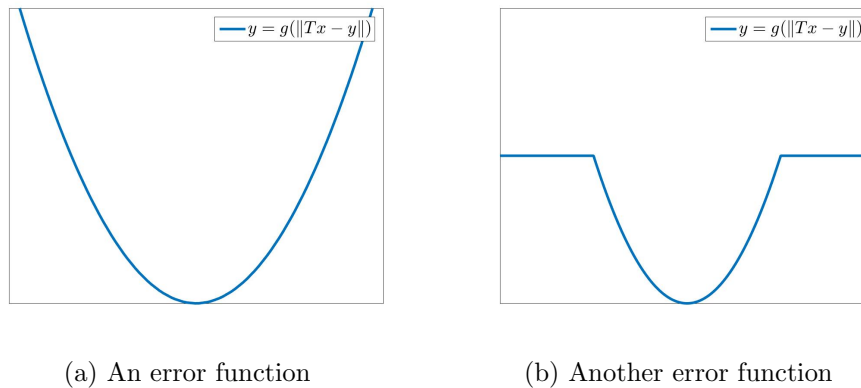 y = g(‖Tx − y‖)
y = g(‖Tx − y‖)
(a) An error function
(b) Another error function